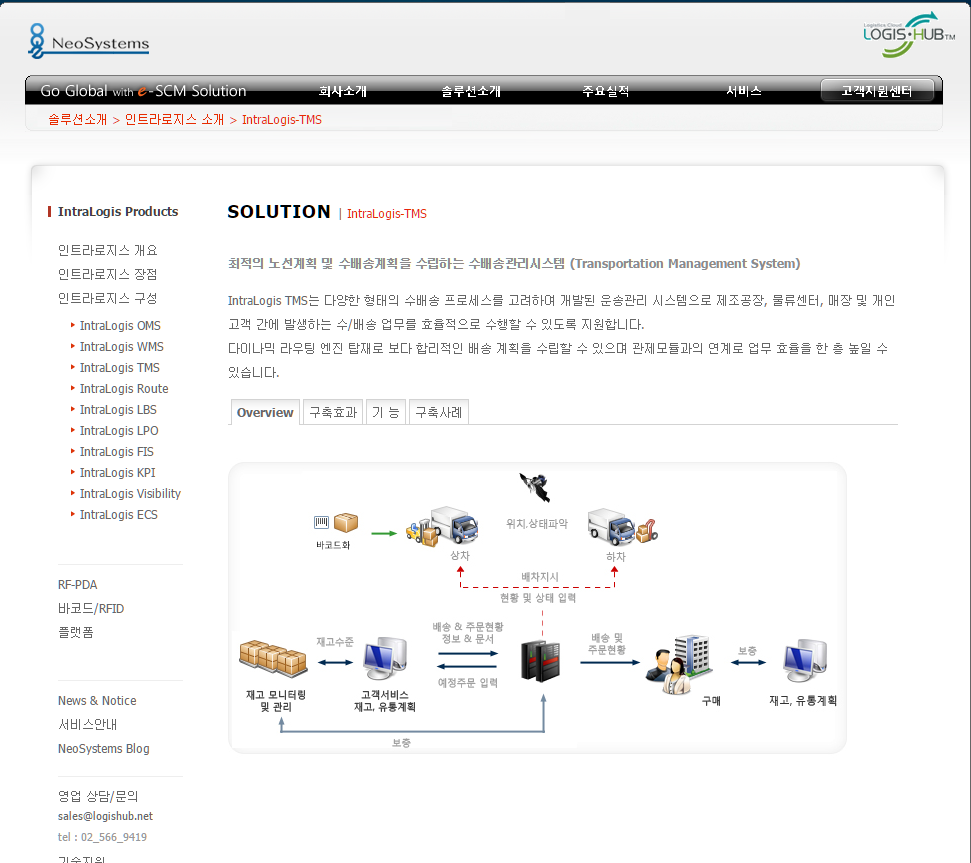 NeoSystems
Logistics Cloud
LOGIS·HUB TM
Go Global with e-SCM Solution 회사소개 솔루션소개 주요실적 서비스 고객지원센터
솔루션소개 > 인트라로지스 소개 > IntraLogis-TMS
IntraLogis Products
인트라로지스 개요
인트라로지스 장점
인트라로지스 구성
IntraLogis OMS
IntraLogis WMS
IntraLogis TMS
IntraLogis Route
IntraLogis LBS
IntraLogis LPO
IntraLogis FIS
IntraLogis KPI
IntraLogis Visibility
IntraLogis ECS
RF-PDA
바코드/RFID
플랫폼
News & Notice
서비스안내
NeoSystems Blog
영업 상담/문의
sales@logishub.net
tel : 02_566_9419
기술지원
SOLUTION | IntraLogis-TMS
최적의 노선계획 및 수배송계획을 수립하는 수배송관리시스템 (Transportation Management System)
IntraLogis TMS는 다양한 형태의 수배송 프로세스를 고려하여 개발된 운송관리 시스템으로 제조공장, 물류센터, 매장 및 개인
고객 간에 발생하는 수/배송 업무를 효율적으로 수행할 수 있도록 지원합니다.
다이나믹 라우팅 엔진 탑재로 보다 합리적인 배송 계획을 수립할 수 있으며 관제모듈과의 연계로 업무 효율을 한 층 높일 수
있습니다.
Overview 구축효과 기 능 구축사례
바코드화
상차
위치,상태파악
하차
배차지시
현황 및 상태 입력
재고수준
배송 & 주문현황
정보 & 문서
예정주문 입력
배송 및
주문현황
보충
재고 모니터링
및 관리
고객서비스
재고, 유통계획
구매
재고, 유통계획
보충